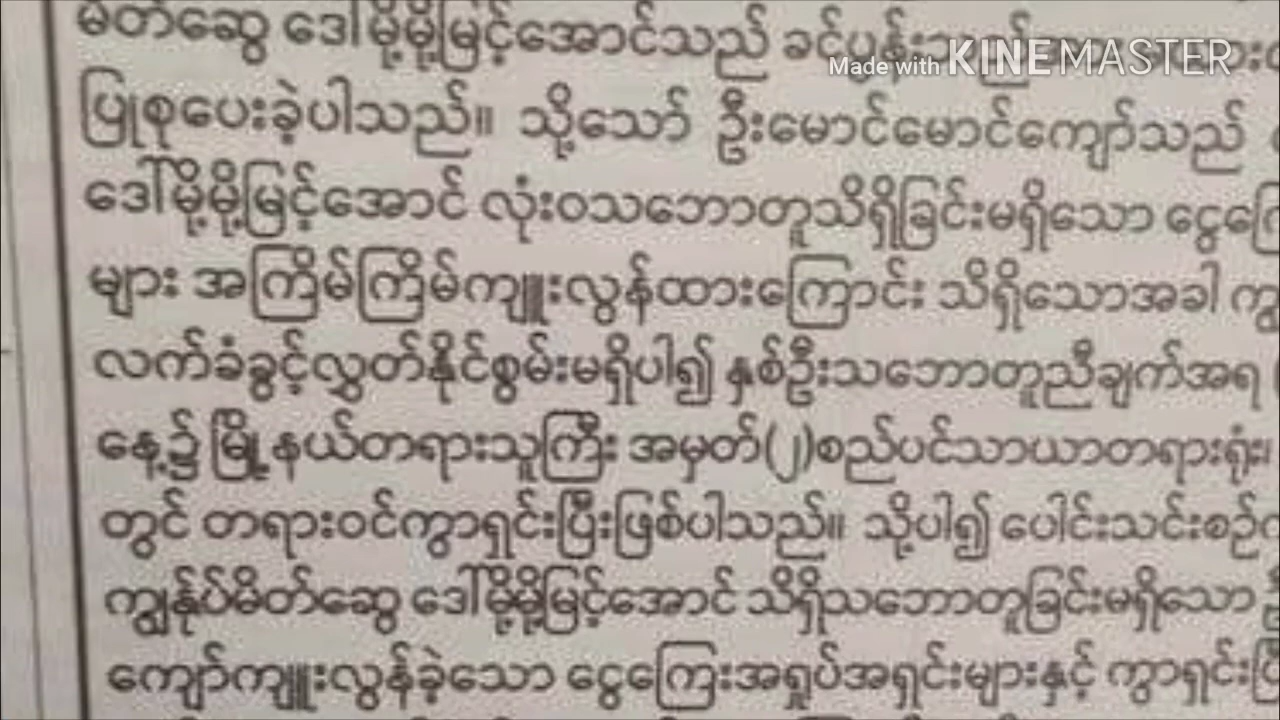 မိတ်ဆွေ ဒေါ်မို့မို့မြင့်အောင်သည် ခင်ပွန်းသည်
Made with KINEMASTER
ပြုစုပေးခဲ့ပါသည်။ သို့သော် ဦးမောင်မောင်ကျော်သည်
ဒေါ်မို့မို့မြင့်အောင် လုံးဝသဘောတူသိရှိခြင်းမရှိသော ငွေကြေ
များ အကြိမ်ကြိမ်ကျူးလွန်ထားကြောင်း သိရှိသောအခါ
လက်ခံခွင့်လွှတ်နိုင်စွမ်းမရှိပါ၍ နှစ်ဦးသဘောတူညီချက်အရ
နေ့၌ မြို့နယ်တရားသူကြီး အမှတ်(၂)စည်ပင်သာယာတရားရုံး၊
တွင် တရားဝင်ကွာရှင်းပြီးဖြစ်ပါသည်။ သို့ပါ၍ ပေါင်းသင်းစဉ်
ကျွန်ုပ်မိတ်ဆွေ ဒေါ်မို့မို့မြင့်အောင် သိရှိသဘောတူခြင်းမရှိသော
ကျော်ကျူးလွန်ခဲ့သော ငွေကြေးအရှုပ်အရှင်းများနှင့် ကွာရှင်းပြီ